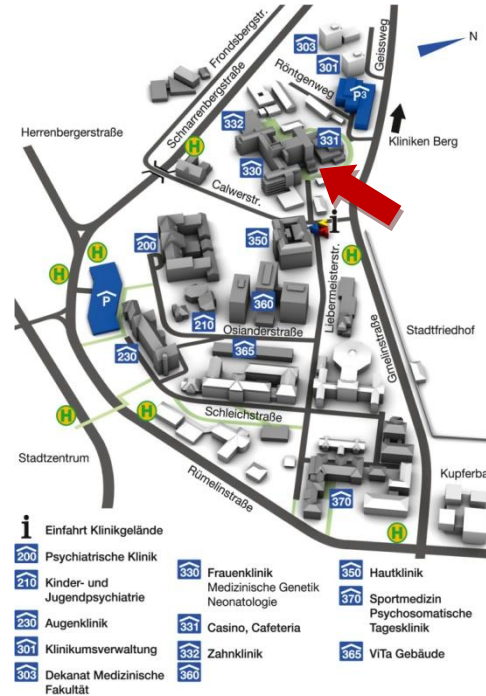 Frondsbergstr.
303
301
Geissweg
N
Röntgenweg
P3
Schnarrenbergstraße
332
331
Herrenbergerstraße
H
330
Kliniken Berg
Calwerstr.
i
200
350
H
H
Liebermeisterstr.
H
P
360
210
Osianderstraße
Gmelinstraße
Stadtfriedhof
230
365
Schleichstraße
H
H
Stadtzentrum
Rümelinstraße
Kupferba
370
H
i Einfahrt Klinikgelände
200 Psychiatrische Klinik
210 Kinder- und
Jugendpsychiatrie
230 Augenklinik
301 Klinikumsverwaltung
303 Dekanat Medizinische
Fakultät
330 Frauenklinik
Medizinische Genetik
Neonatologie
331 Casino, Cafeteria
332 Zahnklinik
360
350 Hautklinik
370 Sportmedizin
Psychosomatische
Tagesklinik
365 ViTa Gebäude